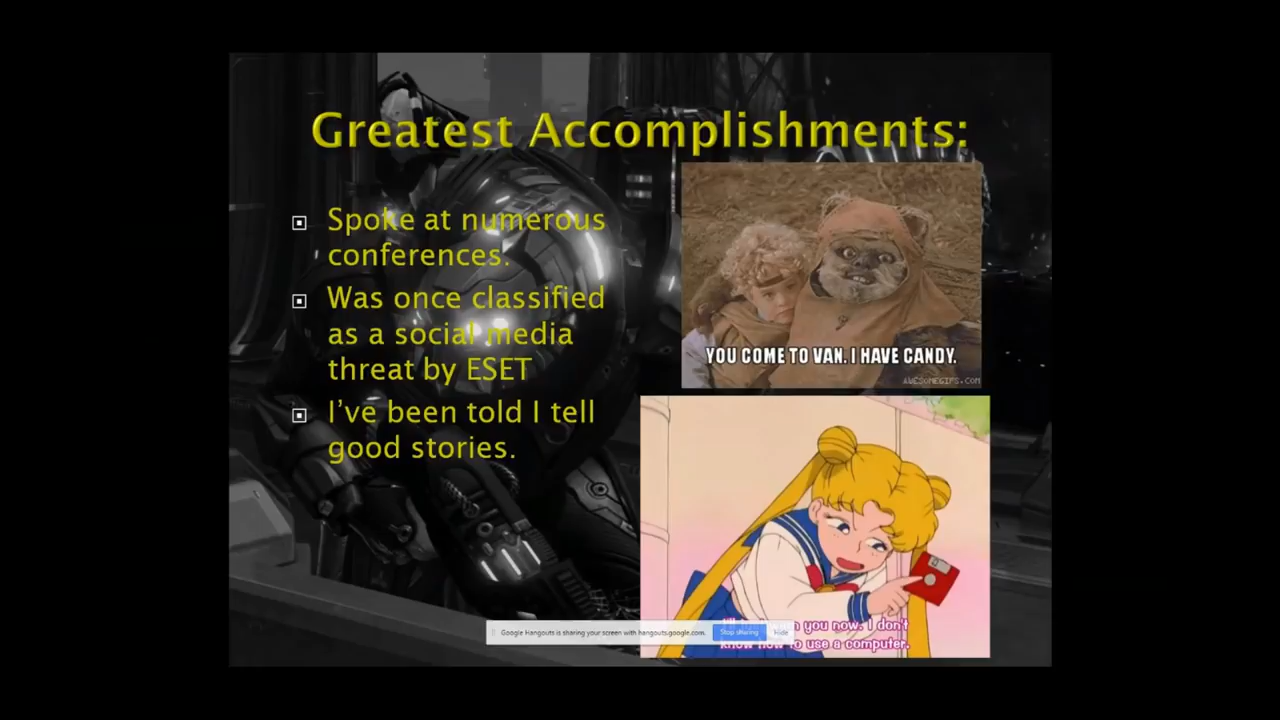 Greatest Accomplishments:
Spoke at numerous
conferences.
Was once classified
as a social media
threat by ESET
I've been told I tell
good stories.
YOU COME TO VAN. I HAVE CANDY.
AWESOMEGIFS.COM
you now. I don't
know how to use a computer.
Google Hangouts is sharing your screen with hangouts.google.com. Stop sharing Hide